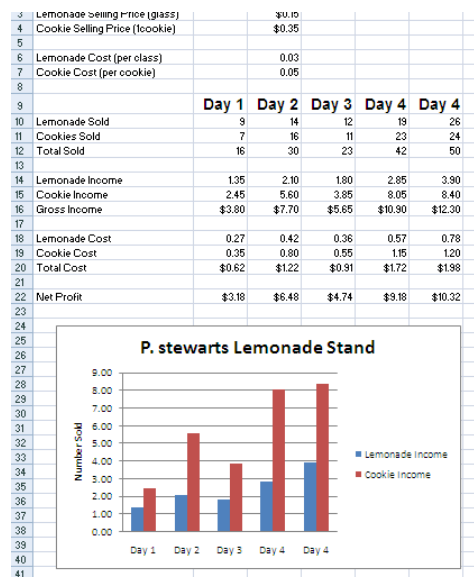 3 Lemonade Selling Price (glass) $0.15
4 Cookie Selling Price (1cookie) $0.35
5
6 Lemonade Cost (per class) 0.03
7 Cookie Cost (per cookie) 0.05
8
9 Day 1 Day 2 Day 3 Day 4 Day 4
10 Lemonade Sold 9 14 12 19 26
11 Cookies Sold 7 16 11 23 24
12 Total Sold 16 30 23 42 50
13
14 Lemonade Income 1.35 2.10 1.80 2.85 3.90
15 Cookie Income 2.45 5.60 3.85 8.05 8.40
16 Gross Income $3.80 $7.70 $5.65 $10.90 $12.30
17
18 Lemonade Cost 0.27 0.42 0.36 0.57 0.78
19 Cookie Cost 0.35 0.80 0.55 1.15 1.20
20 Total Cost $0.62 $1.22 $0.91 $1.72 $1.98
21
22 Net Profit $3.18 $6.48 $4.74 $9.18 $10.32
23
24
25
26
27
28
29
30
31
32
33
34
35
36
37
38
39
40
41
P. stewarts Lemonade Stand
Number Sold
9.00
8.00
7.00
6.00
5.00
4.00
3.00
2.00
1.00
0.00
Day 1 Day 2 Day 3 Day 4 Day 4
Lemonade Income
Cookie Income